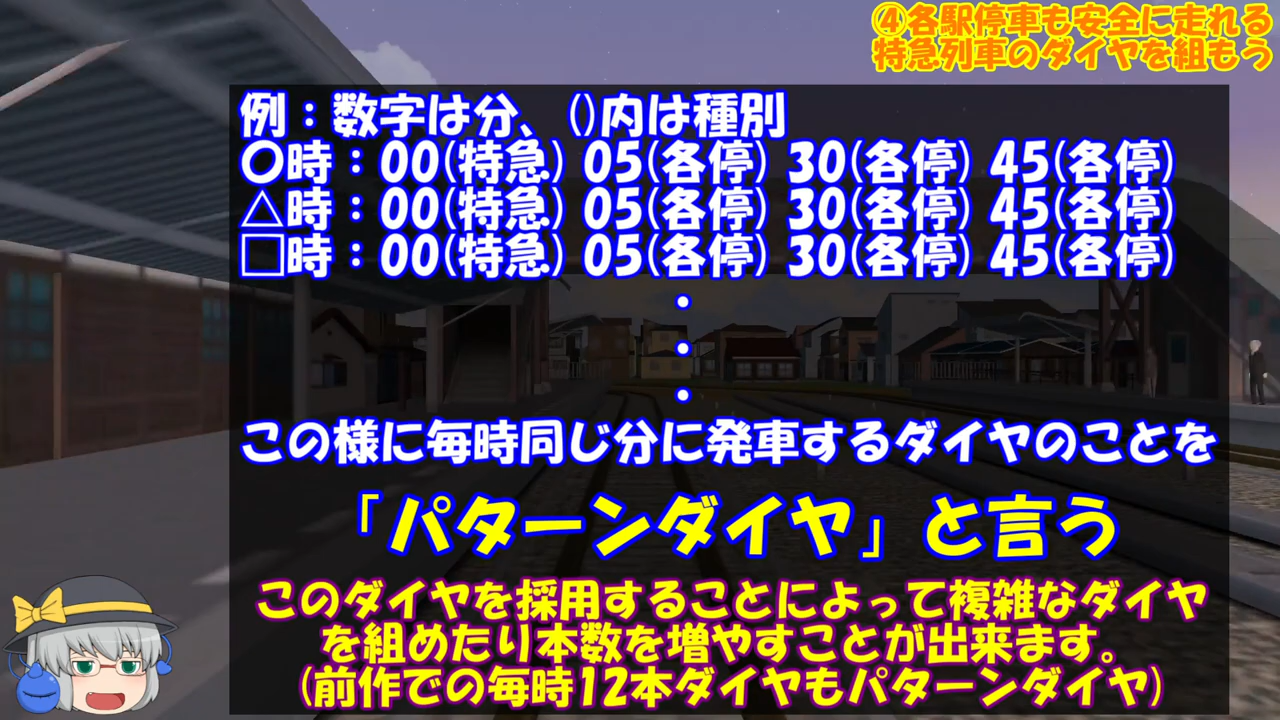 ④各駅停車も安全に走れる
特急列車のダイヤを組もう
例：数字は分、()内は種別
〇時：00(特急) 05(各停) 30(各停) 45(各停)
△時：00(特急) 05(各停) 30(各停) 45(各停)
□時：00(特急) 05(各停) 30(各停) 45(各停)
・
・
・
この様に毎時同じ分に発車するダイヤのことを
「パターンダイヤ」と言う
このダイヤを採用することによって複雑なダイヤ
を組めたり本数を増やすことが出来ます。
(前作での毎時12本ダイヤもパターンダイヤ)